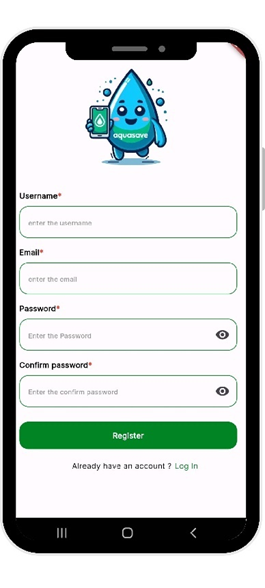 aquasave
Username*
enter the username
Email*
enter the email
Password*
Enter the Password
Confirm password*
Enter the confirm password
Register
Already have an account ? Log In